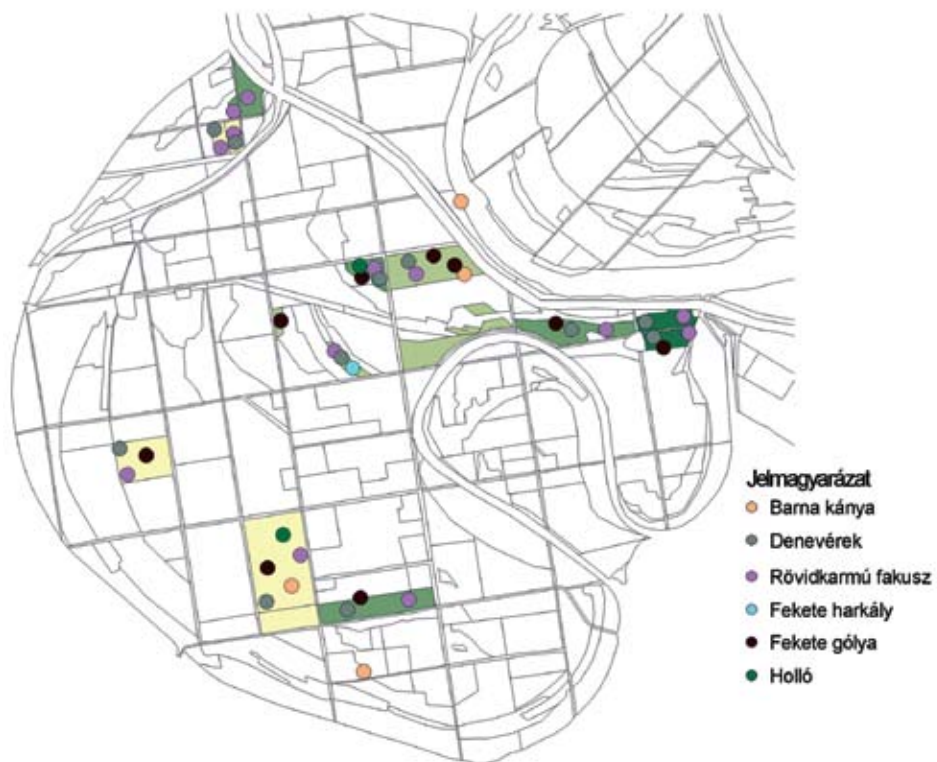 Jelmagyarázat
Barna kánya
Denevérek
Rövidkarmú fakusz
Fekete harkály
Fekete gólya
Holló